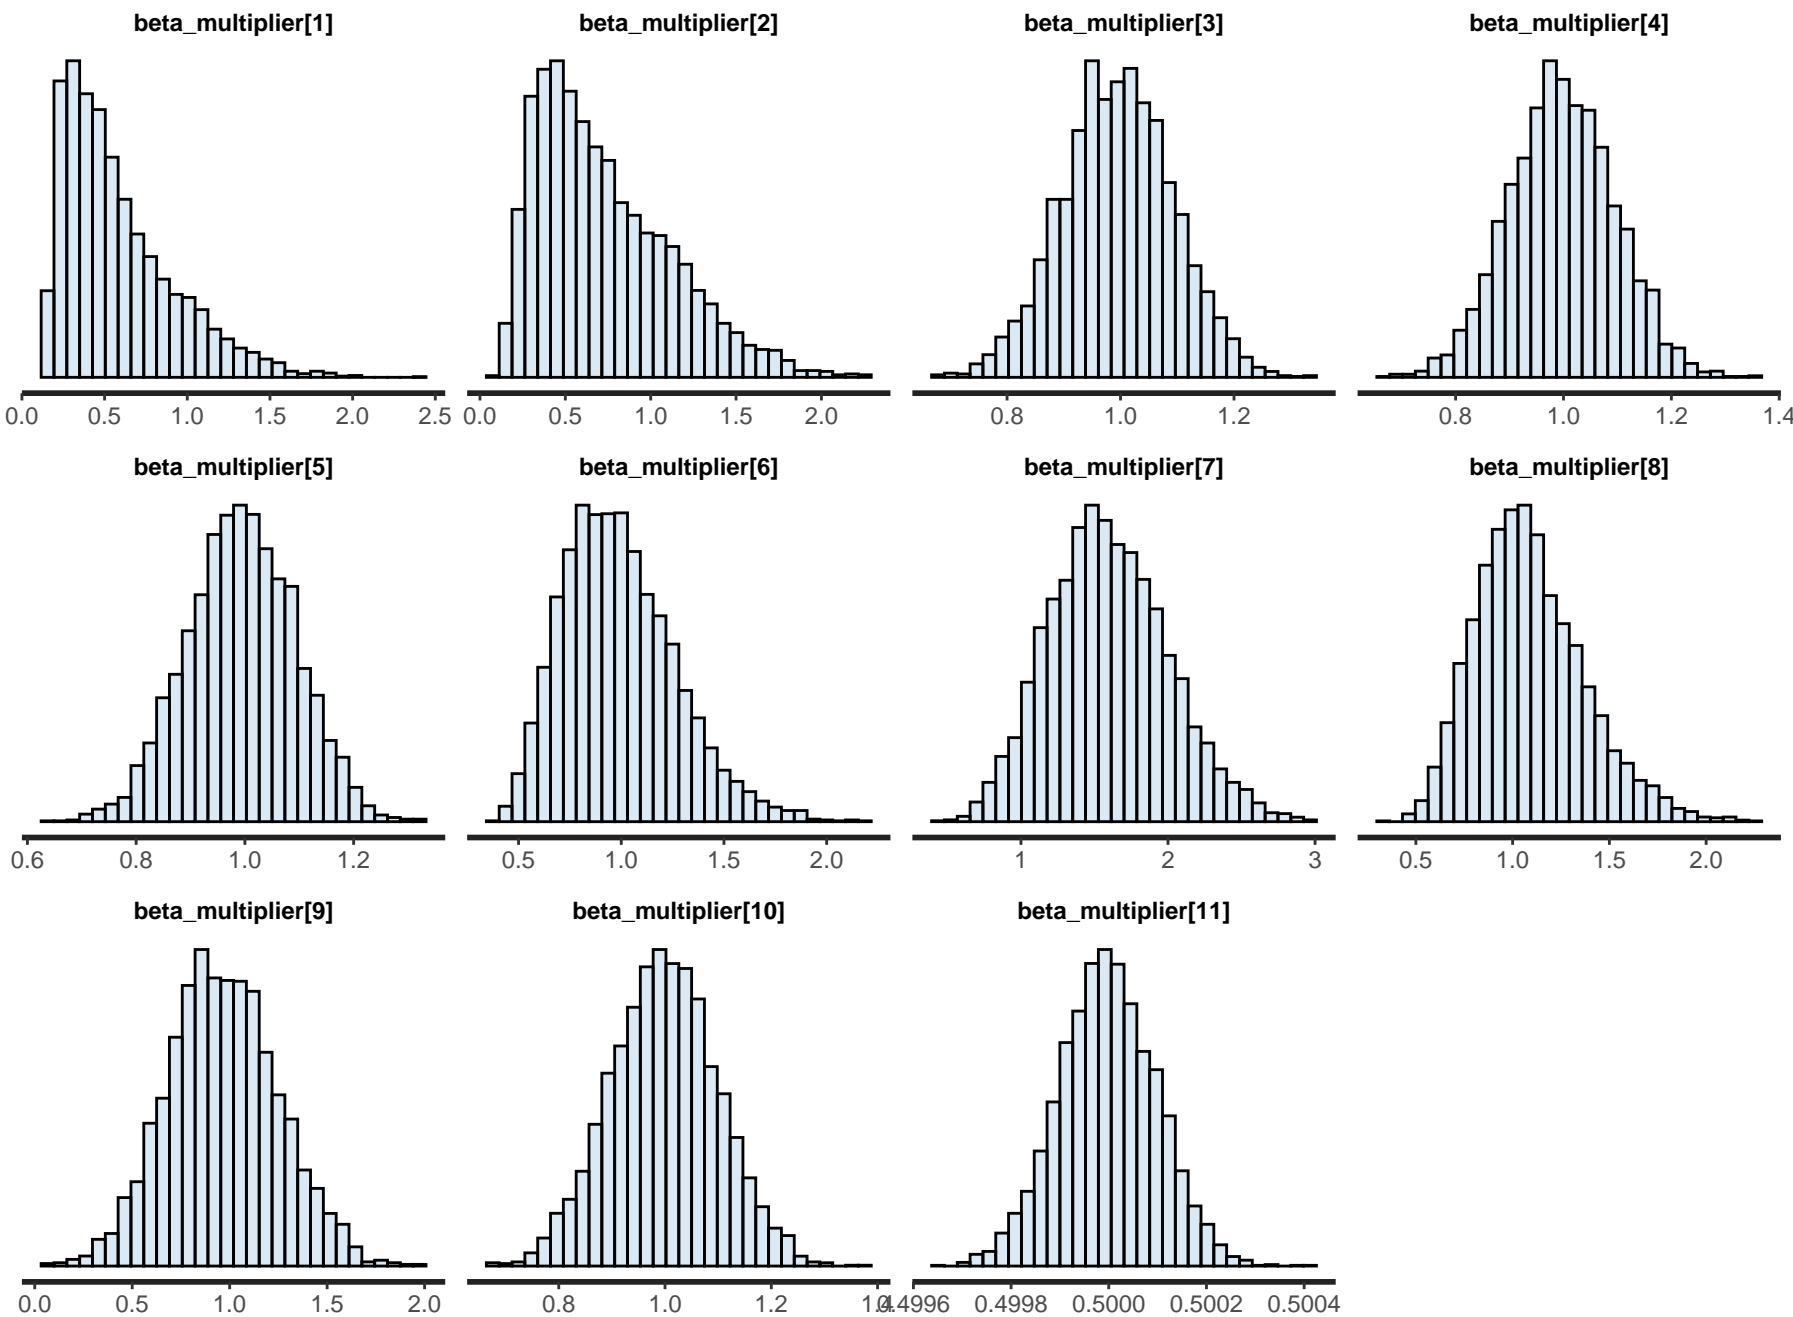 beta_multiplier[1] beta_multiplier[2] beta_multiplier[3] beta_multiplier[4]
0.0 0.5 1.0 1.5 2.0 2.5 0.0 0.5 1.0 1.5 2.0 0.8 1.0 1.2 0.8 1.0 1.2 1.4
beta_multiplier[5] beta_multiplier[6] beta_multiplier[7] beta_multiplier[8]
0.6 0.8 1.0 1.2 0.5 1.0 1.5 2.0 1 2 3 0.5 1.0 1.5 2.0
beta_multiplier[9] beta_multiplier[10] beta_multiplier[11]
0.0 0.5 1.0 1.5 2.0 0.8 1.0 1.2 1.4 0.4996 0.4998 0.5000 0.5002 0.5004